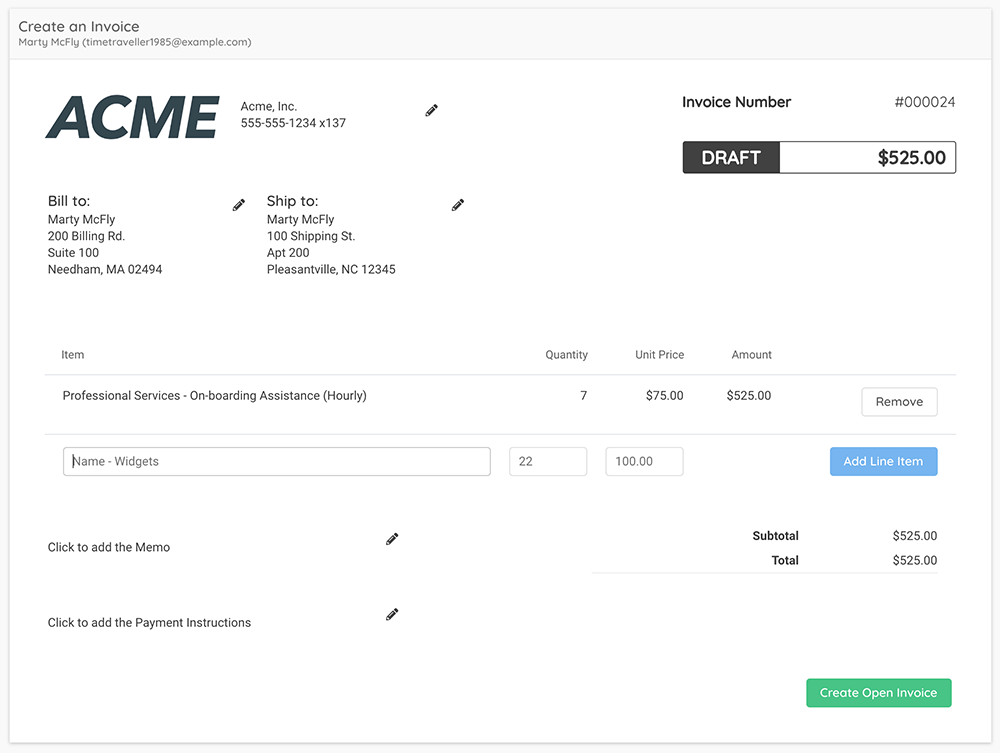 Create an Invoice
Marty McFly (timetraveller1985@example.com)
ACME
Acme, Inc.
555-555-1234 x137
Invoice Number #000024
DRAFT $525.00
Bill to:
Marty McFly
200 Billing Rd.
Suite 100
Needham, MA 02494
Ship to:
Marty McFly
100 Shipping St.
Apt 200
Pleasantville, NC 12345
Item Quantity Unit Price Amount
Professional Services - On-boarding Assistance (Hourly) 7 $75.00 $525.00 Remove
Name - Widgets 22 100.00 Add Line Item
Click to add the Memo
Subtotal $525.00
Total $525.00
Click to add the Payment Instructions
Create Open Invoice